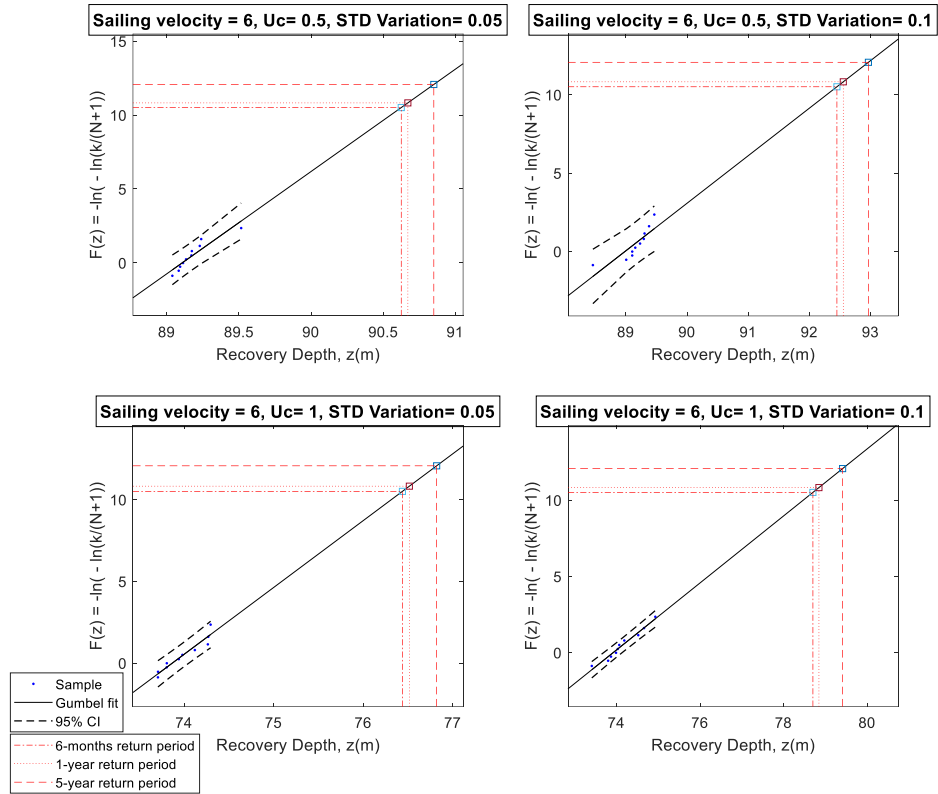 Sailing velocity = 6, Uc= 0.5, STD Variation= 0.05
15
10
5
0
F(z) = -ln( - ln(k/(N+1))
89
89.5
90
90.5
91
Recovery Depth, z(m)
Sailing velocity = 6, Uc= 0.5, STD Variation= 0.1
10
5
0
F(z) = -ln( - ln(k/(N+1))
89
90
91
92
93
Recovery Depth, z(m)
Sailing velocity = 6, Uc= 1, STD Variation= 0.05
10
5
0
F(z) = -ln( - ln(k/(N+1))
74
75
76
77
Recovery Depth, z(m)
Sailing velocity = 6, Uc= 1, STD Variation= 0.1
10
5
0
F(z) = -ln( - ln(k/(N+1))
74
76
78
80
Recovery Depth, z(m)
Sample
Gumbel fit
95% CI
6-months return period
1-year return period
5-year return period